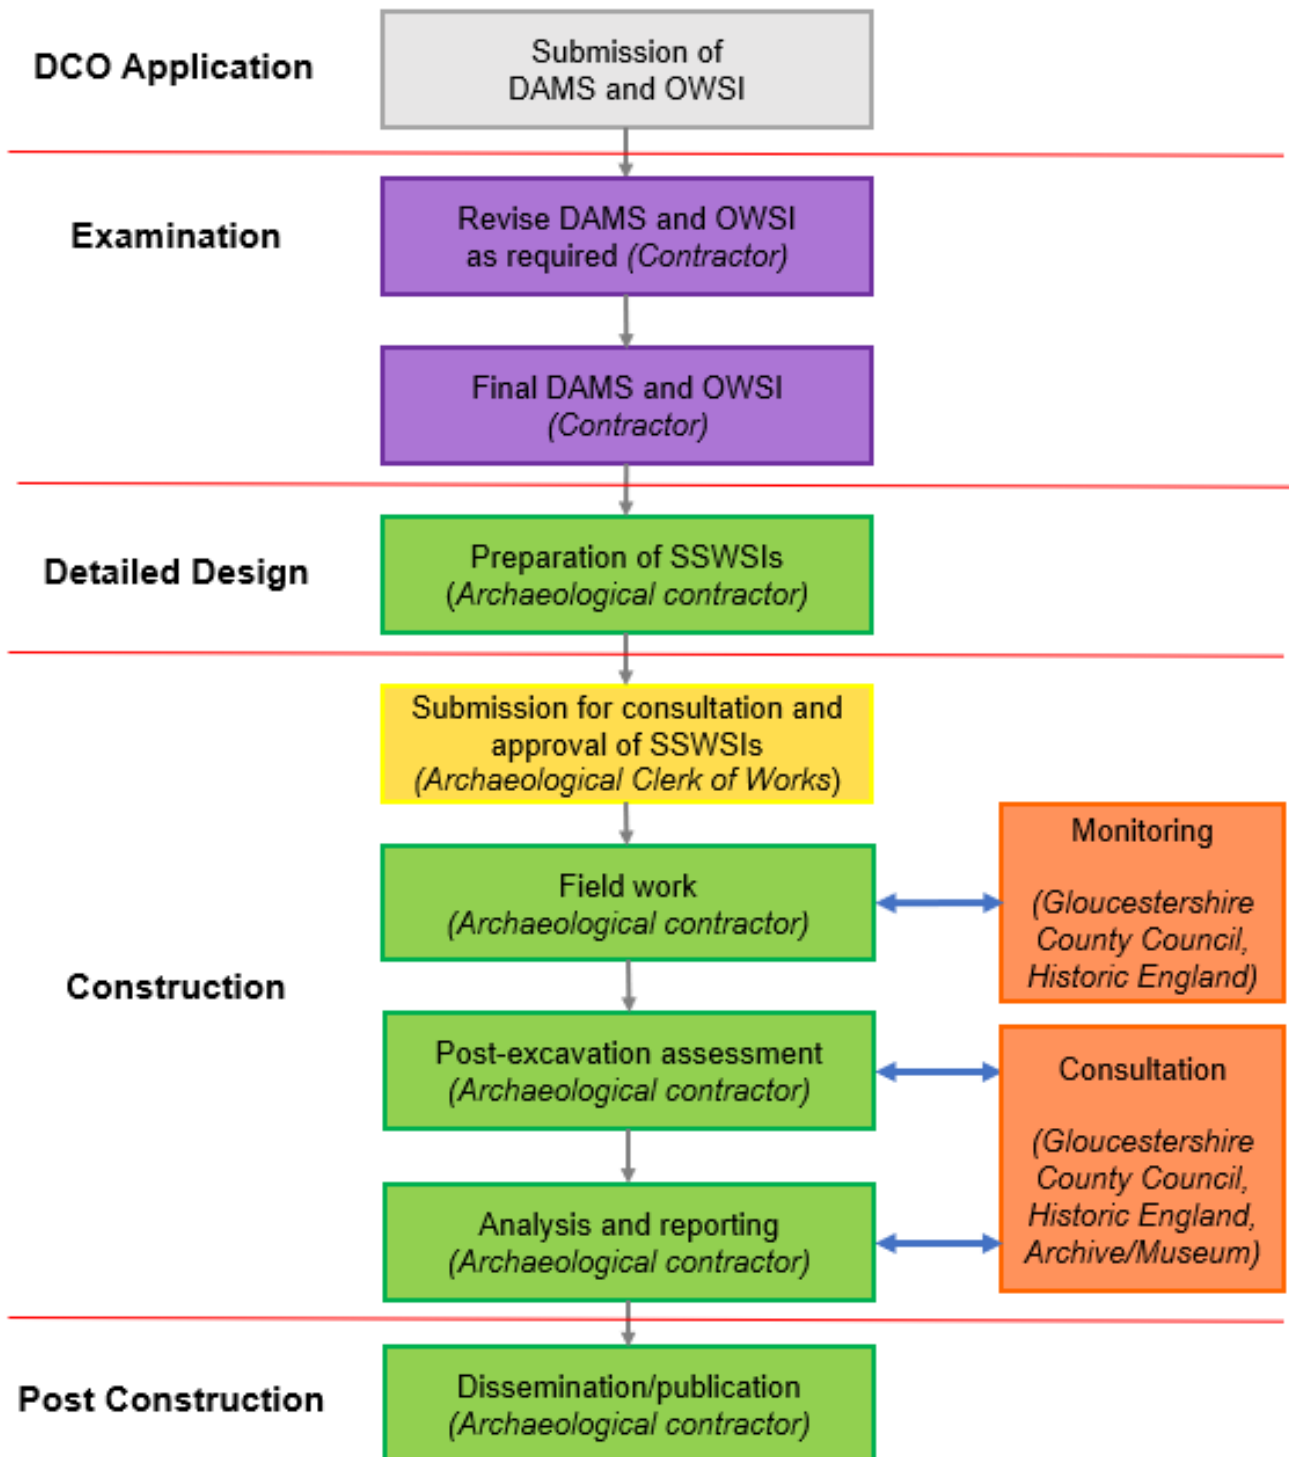 DCO Application
Submission of
DAMS and OWSI
Examination
Revise DAMS and OWSI
as required (Contractor)
Final DAMS and OWSI
(Contractor)
Detailed Design
Preparation of SSWSIs
(Archaeological contractor)
Submission for consultation and
approval of SSWSIs
(Archaeological Clerk of Works)
Construction
Field work
(Archaeological contractor)
Monitoring
(Gloucestershire
County Council,
Historic England)
Post-excavation assessment
(Archaeological contractor)
Consultation
(Gloucestershire
County Council,
Historic England,
Archive/Museum)
Analysis and reporting
(Archaeological contractor)
Post Construction
Dissemination/publication
(Archaeological contractor)